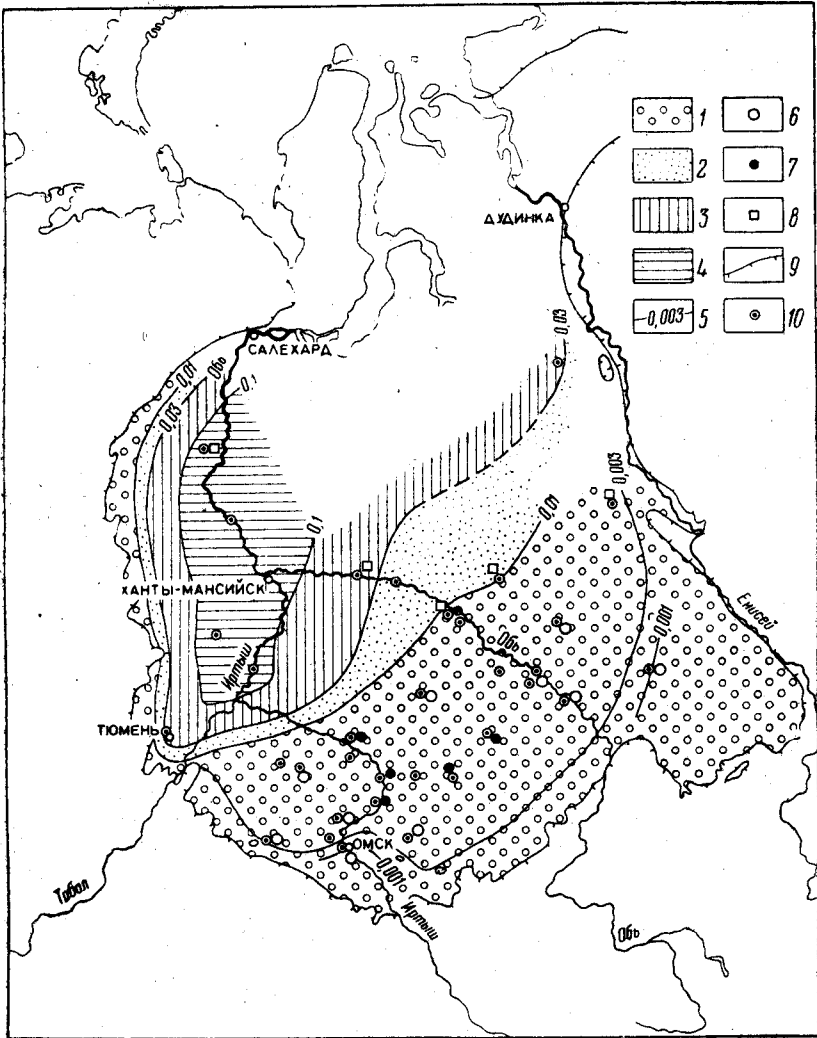 1 6
2 7
ДУДИНКА
8
3
4 9
0,003 5 10
0,03
САЛЕХАРД
0,01
Обь
0,1
0,03
0,003
0,01
0,1
ХАНТЫ-МАНСИЙСК
Енисей
Обь
0,001
Иртыш
ТЮМЕНЬ
ОМСК
0,001
Тобол
Иртыш
Обь